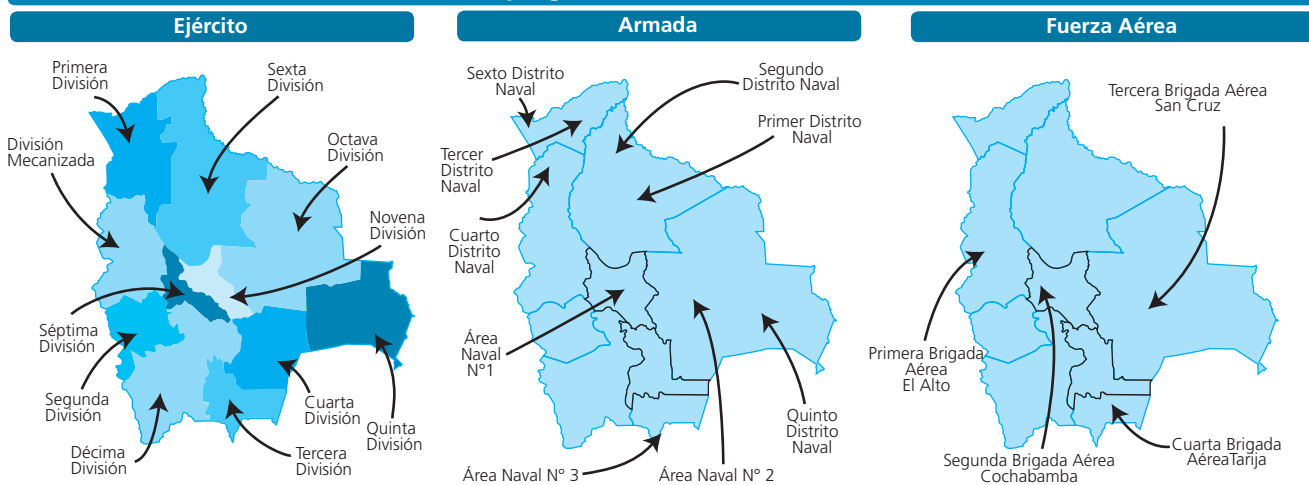 Ejército
Primera
División
Sexta
División
División
Mecanizada
Octava
División
Novena
División
Séptima
División
Segunda
División
Cuarta
División
Quinta
División
Décima
División
Tercera
División
Armada
Sexto Distrito
Naval
Segundo
Distrito Naval
Primer Distrito
Naval
Tercer
Distrito
Naval
Cuarto
Distrito
Naval
Área
Naval
N°1
Quinto
Distrito
Naval
Área Naval N° 3
Área Naval N° 2
Fuerza Aérea
Tercera Brigada Aérea
San Cruz
Primera Brigada
Aérea
El Alto
Cuarta Brigada
AéreaTarija
Segunda Brigada Aérea
Cochabamba